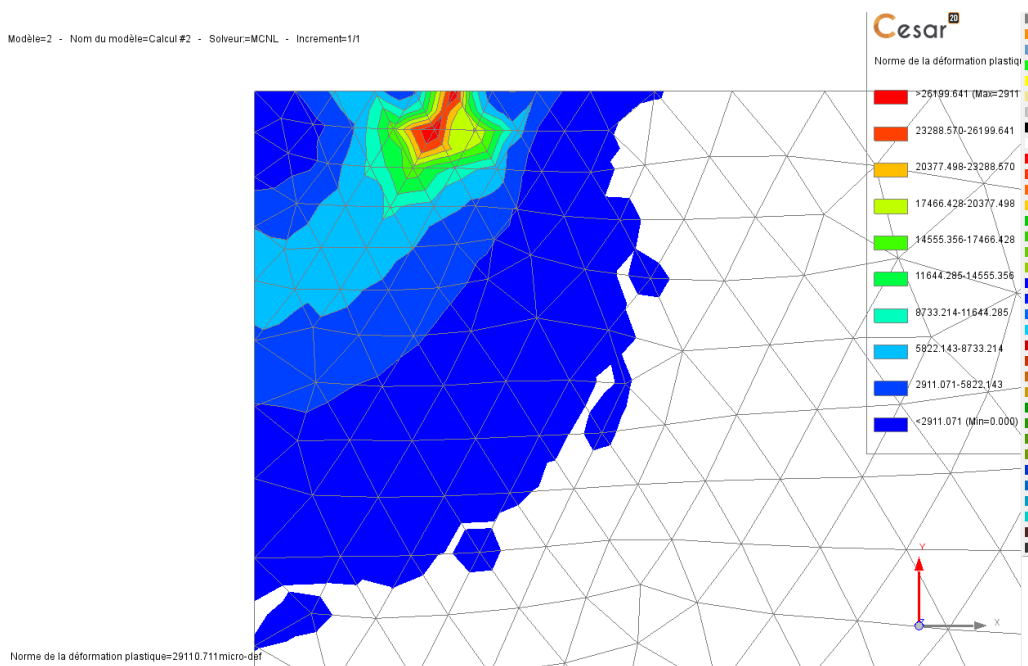 Modèle=2 - Nom du modèle=Calcul #2 - Solveur=MCNL - Increment=1/1
Cesar 2D
Norme de la déformation plastiqu
>26199.641 (Max=2911
23288.570-26199.641
20377.498-23288.570
17466.428-20377.498
14555.356-17466.428
11644.285-14555.356
8733.214-11644.285
5822.143-8733.214
2911.071-5822.143
<2911.071 (Min=0.000)
Y
X
Norme de la déformation plastique=29110.711micro-def